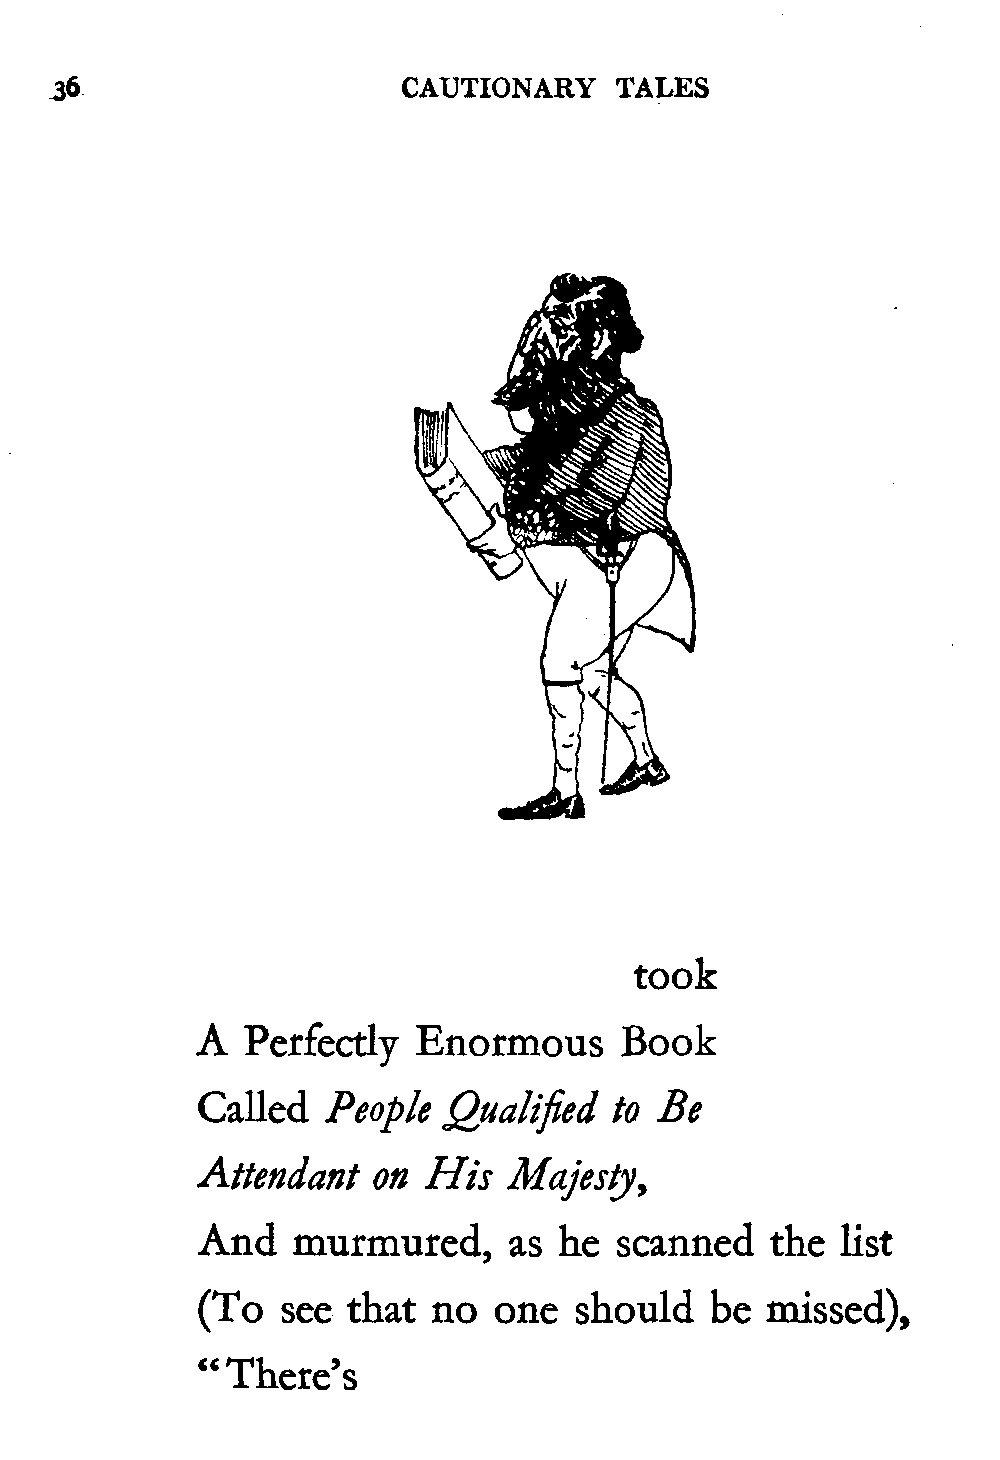 36 CAUTIONARY TALES
took
A Perfectly Enormous Book
Called People Qualified to Be
Attendant on His Majesty,
And murmured, as he scanned the list
(To see that no one should be missed),
“There’s